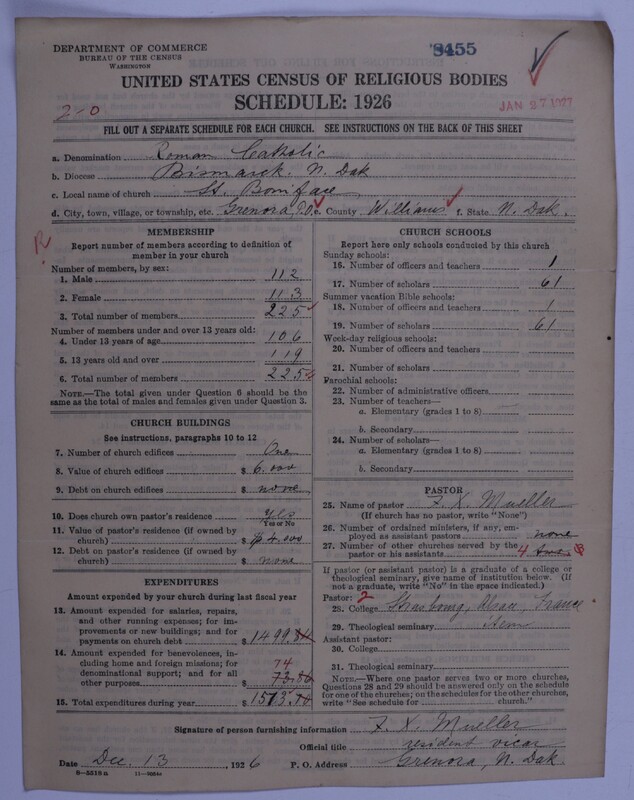 DEPARTMENT OF COMMERCE
BUREAU OF THE CENSUS
WASHINGTON
8455
UNITED STATES CENSUS OF RELIGIOUS BODIES
SCHEDULE: 1926
2-0
JAN 27 1927
FILL OUT A SEPARATE SCHEDULE FOR EACH CHURCH. SEE INSTRUCTIONS ON THE BACK OF THIS SHEET
a. Denomination Roman Catholic
b. Diocese Bismarck. N. Dak
c. Local name of church St. Boniface
d. City, town, village, or township, etc. Grenora, P.O. e. County Williams f. State N. Dak.
R
MEMBERSHIP
Report number of members according to definition of
member in your church
Number of members, by sex:
1. Male 112
2. Female 113
3. Total number of members 225
Number of members under and over 13 years old:
4. Under 13 years of age 106
5. 13 years old and over 119
6. Total number of members 225
NOTE.—The total given under Question 6 should be
same as the total of males and females given under Question 3.
CHURCH BUILDINGS
See instructions, paragraphs 10 to 12
7. Number of church edifices One
8. Value of church edifices $ 6.000
9. Debt on church edifices $ none
10. Does church own pastor's residence yes
Yes or No
11. Value of pastor's residence (if owned by
church) $ 4.000
12. Debt on pastor's residence (if owned by
church) $ none
EXPENDITURES
Amount expended by your church during last fiscal year
13. Amount expended for salaries, repairs,
and other running expenses; for im-
provements or new buildings; and for
payments on church debt $ 1499.84
14. Amount expended for benevolences, in-
cluding home and foreign missions; for
denominational support; and for all
74
other purposes $ 73.86
15. Total expenditures during year $ 1573.70
CHURCH SCHOOLS
Report here only schools conducted by this church
Sunday schools:
16. Number of officers and teachers 1
17. Number of scholars 61
Summer vacation Bible schools:
18. Number of officers and teachers 1
19. Number of scholars 61
Week-day religious schools:
20. Number of officers and teachers
21. Number of scholars
Parochial schools:
22. Number of administrative officers
23. Number of teachers—
a. Elementary (grades 1 to 8)
b. Secondary
24. Number of scholars—
a. Elementary (grades 1 to 8)
b. Secondary
PASTOR
25. Name of pastor F. X. Mueller
(If church has no pastor, write "None")
26. Number of ordained ministers, if any, em-
ployed as assistant pastors none
27. Number of other churches served by the
pastor or his assistants 4 two 3
If pastor (or assistant pastor) is a graduate of a college or
theological seminary, give name of institution below. (If
not a graduate, write "No" in the space indicated.)
Pastor: 2
28. College Strasbourg, Alsace, France
29. Theological seminary Item
Assistant pastor:
30. College
31. Theological seminary
NOTE.—Where one pastor serves two or more churches,
Questions 28 and 29 should be answered only on the schedule
for one of the churches; on the schedules for the other churches,
write "See schedule for church."
Signature of person furnishing information F. X. Mueller
Official title resident vicar
Date Dec. 13, 1926 P. O. Address Grenora, N. Dak
8-5318 a